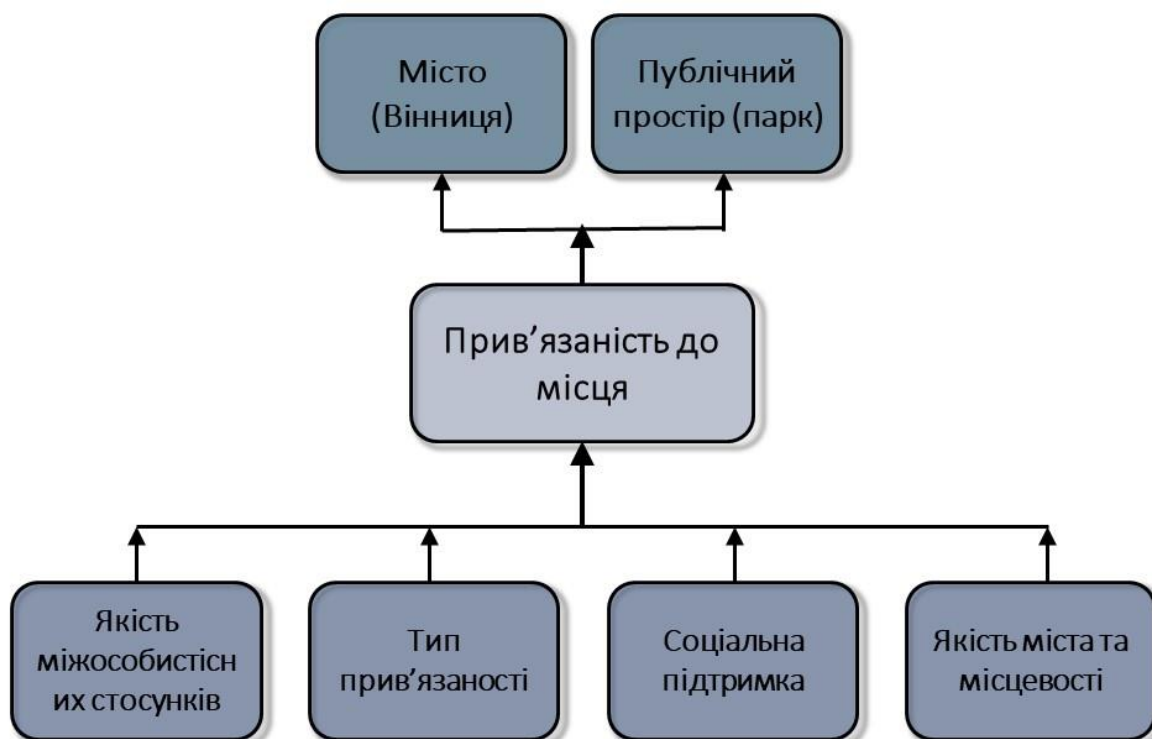 Місто
(Вінниця)
Публічний
простір (парк)
Прив’язаність до
місця
Якість
міжособистісн
их стосунків
Тип
прив’язаності
Соціальна
підтримка
Якість міста та
місцевості